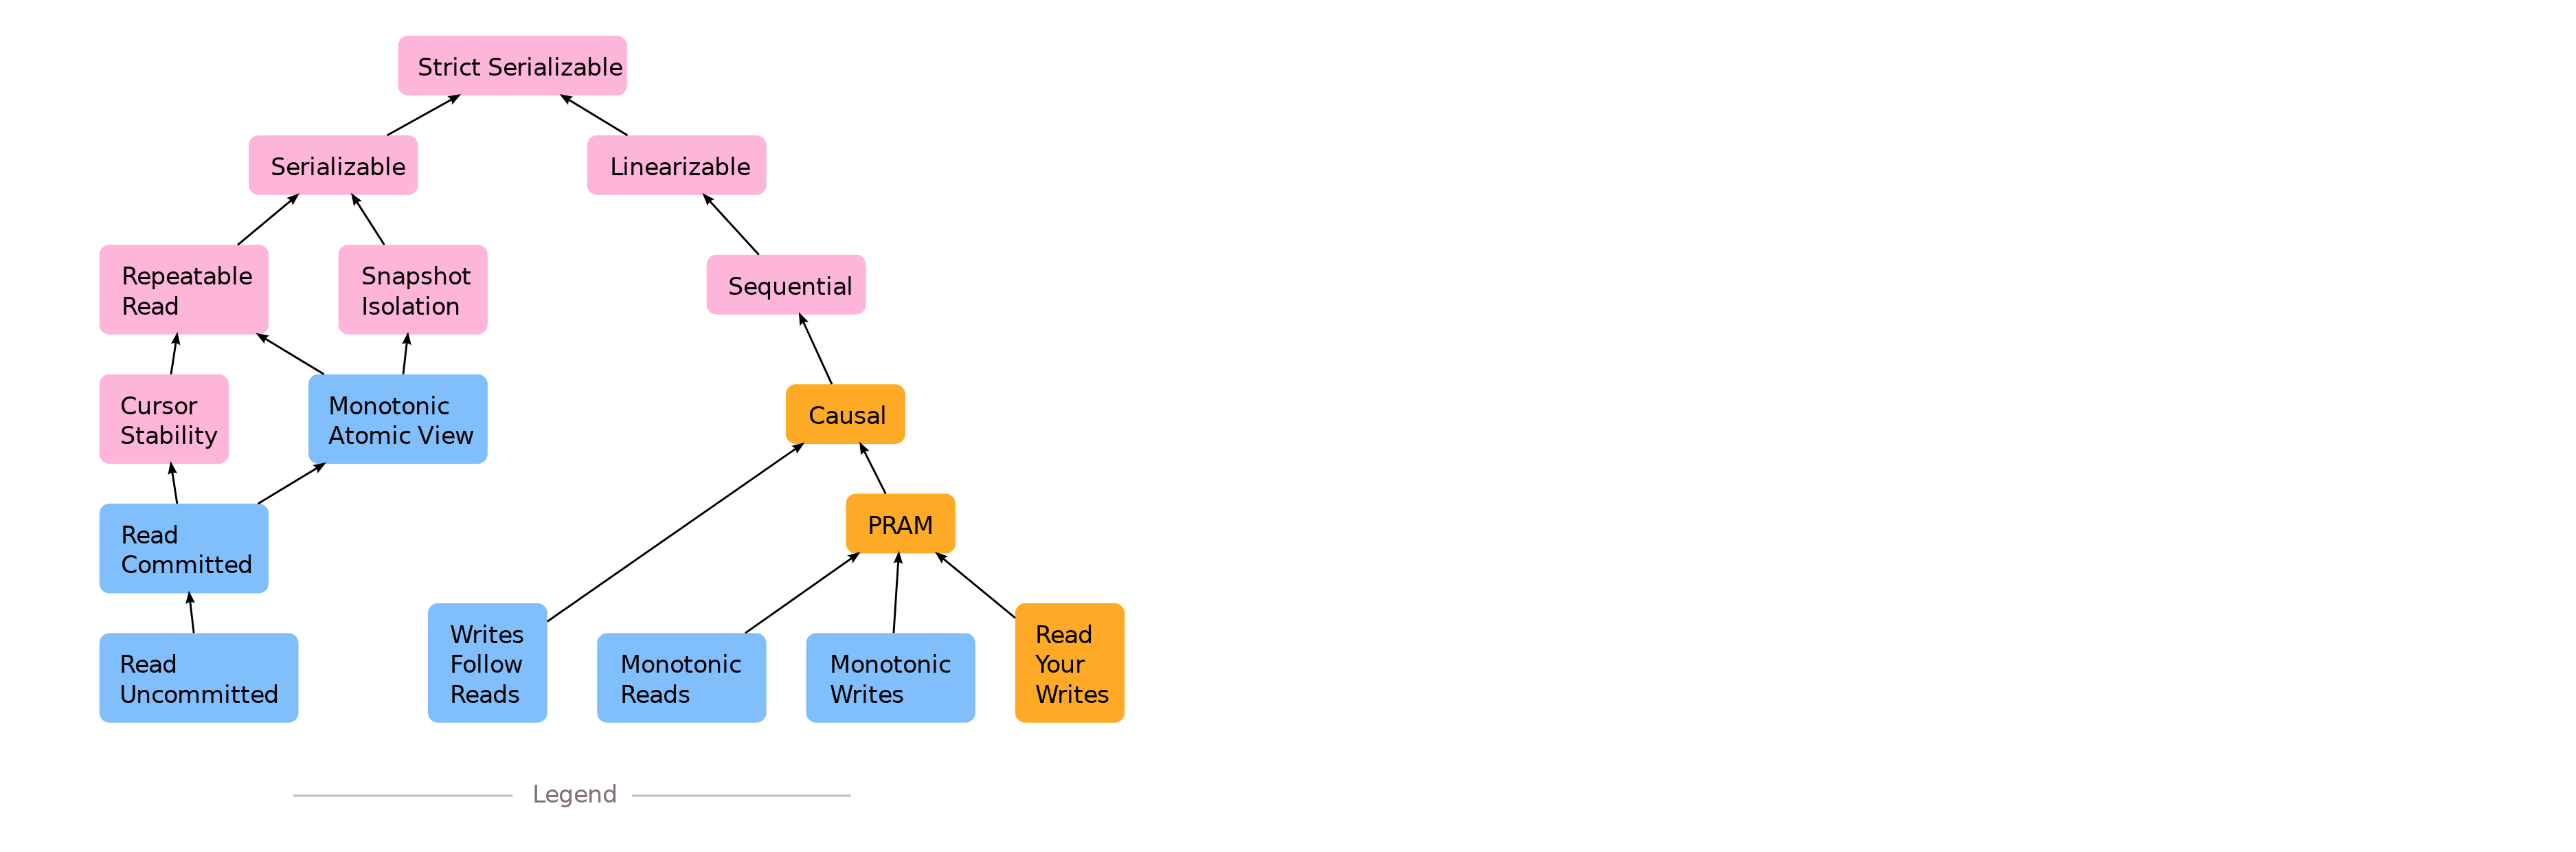 Strict Serializable
Serializable
Linearizable
Repeatable
Read
Snapshot
Isolation
Sequential
Cursor
Stability
Monotonic
Atomic View
Causal
Read
Committed
PRAM
Read
Uncommitted
Writes
Follow
Reads
Monotonic
Reads
Monotonic
Writes
Read
Your
Writes
Legend